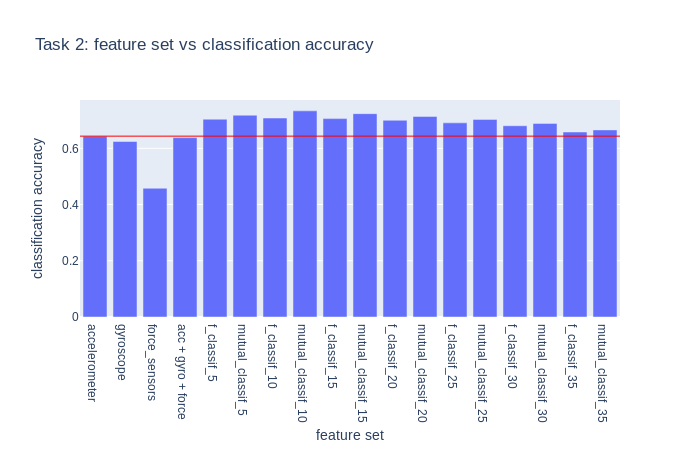 Task 2: feature set vs classification accuracy
classification accuracy
0.6
0.4
0.2
0
accelerometer
gyroscope
force_sensors
acc + gyro + force
f_classif_5
mutual_classif_5
f_classif_10
mutual_classif_10
f_classif_15
mutual_classif_15
f_classif_20
mutual_classif_20
f_classif_25
mutual_classif_25
f_classif_30
mutual_classif_30
f_classif_35
mutual_classif_35
feature set